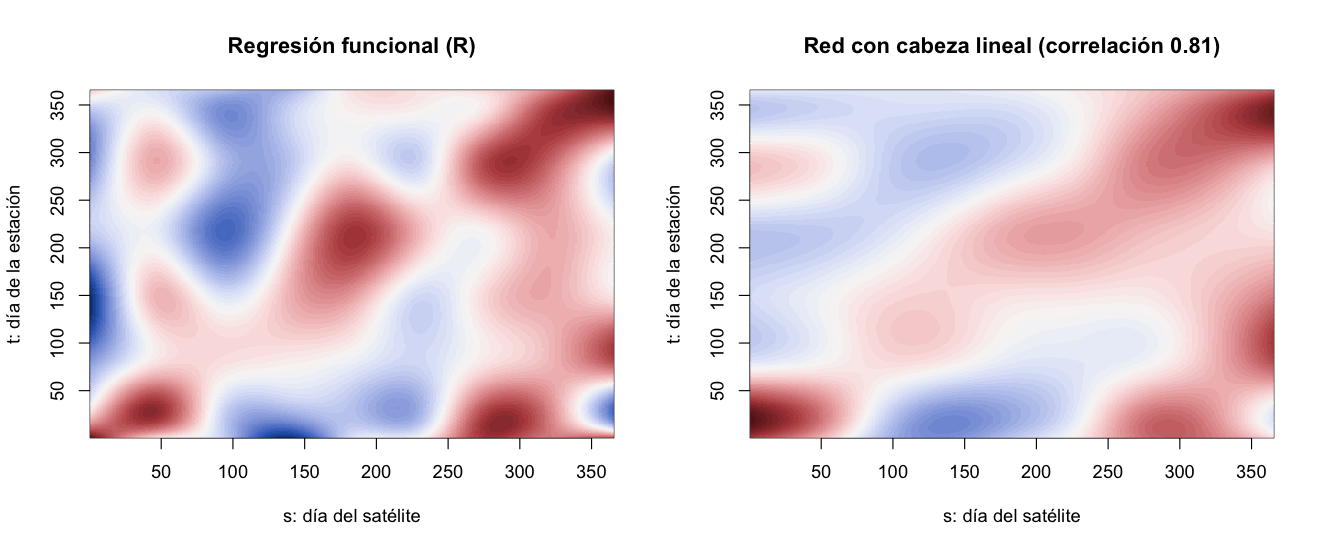 Regresión funcional (R)
t: día de la estación
350
300
250
200
150
100
50
50 100 150 200 250 300 350
s: día del satélite
Red con cabeza lineal (correlación 0.81)
t: día de la estación
350
300
250
200
150
100
50
50 100 150 200 250 300 350
s: día del satélite